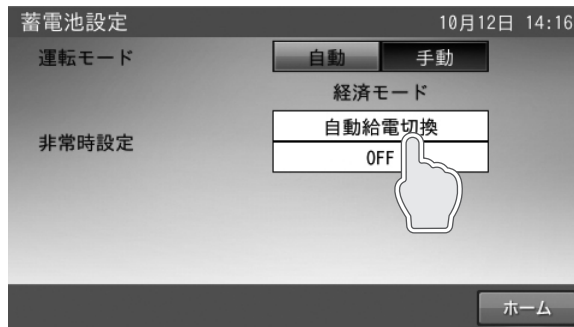 蓄電池設定 10月12日 14:16
運転モード 自動 手動
経済モード
非常時設定 自動給電切換
OFF
ホーム